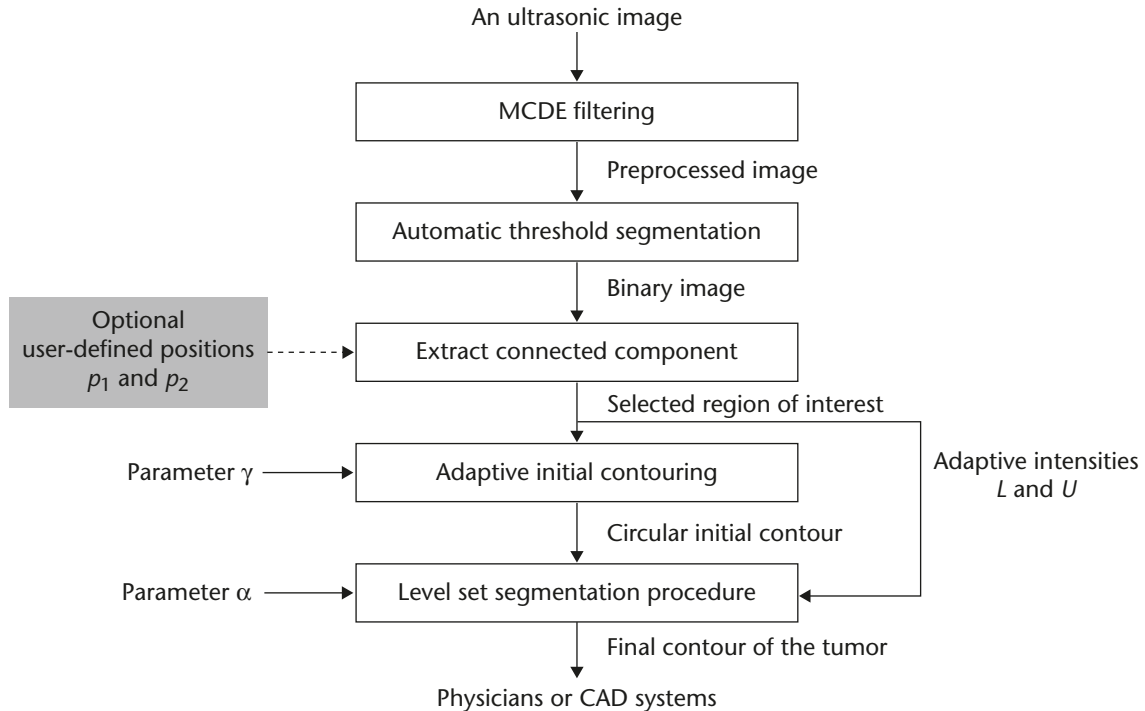 An ultrasonic image
MCDE filtering
Preprocessed image
Automatic threshold segmentation
Binary image
Optional
user-defined positions
p₁ and p₂
Extract connected component
Selected region of interest
Parameter γ
Adaptive initial contouring
Adaptive intensities
L and U
Circular initial contour
Parameter α
Level set segmentation procedure
Final contour of the tumor
Physicians or CAD systems